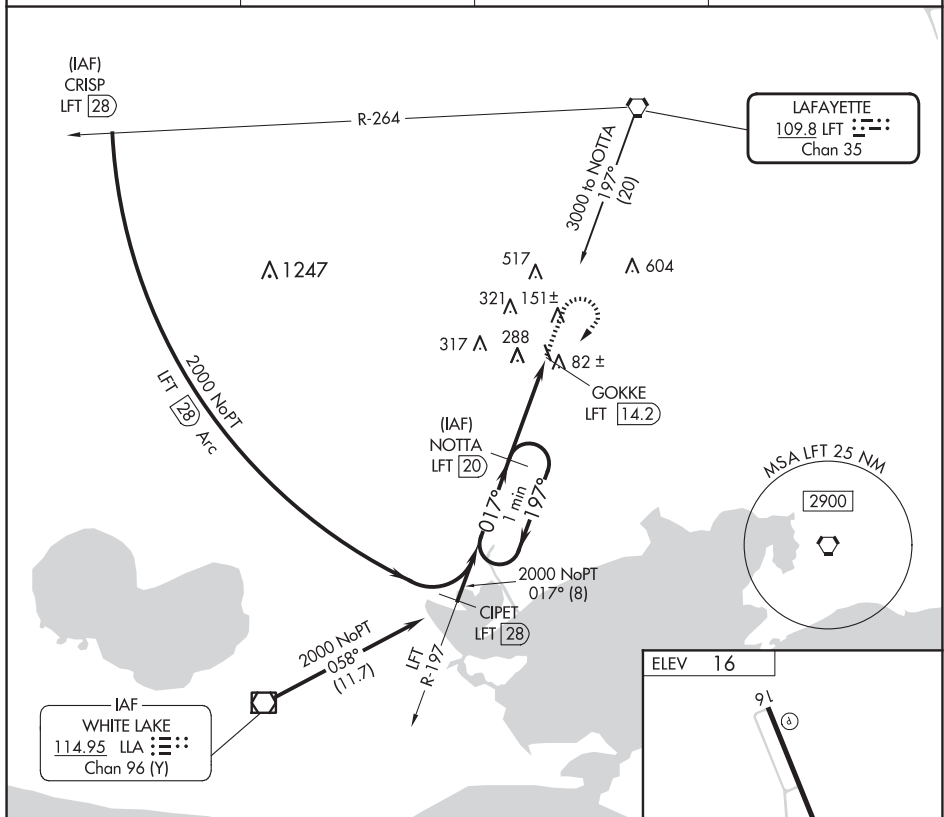 (IAF)
CRISP
LFT 28
R-264
LAFAYETTE
109.8 LFT
Chan 35
3000 to NOTTA
197°
(20)
1247
517
604
321
151±
317
288
82 ±
GOKKE
LFT 14.2
2000 NoPT
LFT 28 Arc
(IAF)
NOTTA
LFT 20
017°
1 min
197°
MSA LFT 25 NM
2900
2000 NoPT
017° (8)
CIPET
LFT 28
2000 NoPT
058°
(11.7)
LFT
R-197
IAF
WHITE LAKE
114.95 LLA
Chan 96 (Y)
ELEV 16
16